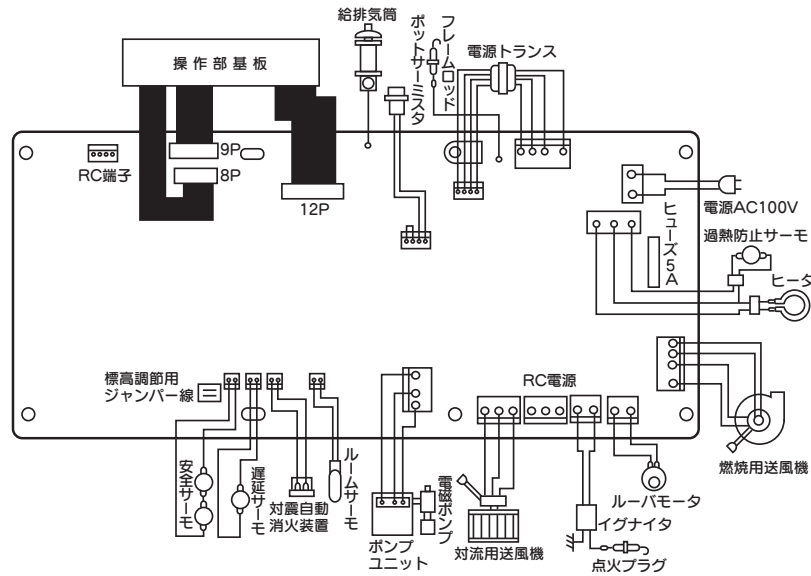 給排気筒
ポットサーミスタ
フレームロッド
電源トランス
操作部基板
RC端子
9P
8P
12P
電源AC100V
ヒューズ5A
過熱防止サーモ
ヒータ
標高調節用
ジャンパー線
RC電源
燃焼用送風機
安全サーモ
遅延サーモ
対震自動
消火装置
ルームサーモ
ポンプ
ユニット
電磁ポンプ
対流用送風機
ルーバモータ
イグナイタ
点火プラグ